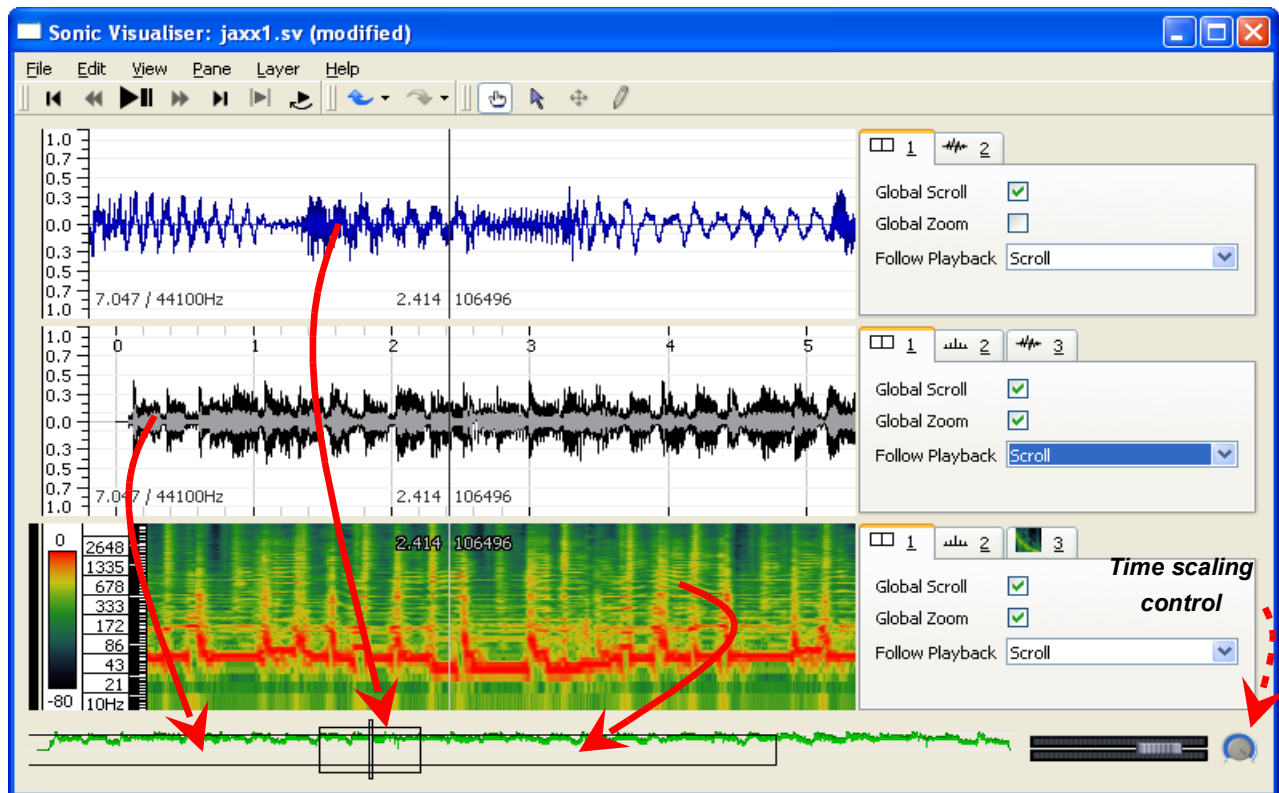 Sonic Visualiser: jaxx1.sv (modified)
File Edit View Pane Layer Help
1.0
0.7
0.5
0.3
0.0
0.3
0.5
0.7
1.0
7.047 / 44100Hz
2.414 106496
1 2
Global Scroll
Global Zoom
Follow Playback Scroll
1.0
0.7
0.5
0.3
0.0
0.3
0.5
0.7
1.0
0 1 2 3 4 5
7.047 / 44100Hz
2.414 106496
1 2 3
Global Scroll
Global Zoom
Follow Playback Scroll
0
-80
2648
1335
678
333
172
86
43
21
10Hz
2.414 106496
1 2 3
Global Scroll
Global Zoom
Follow Playback Scroll
Time scaling
control